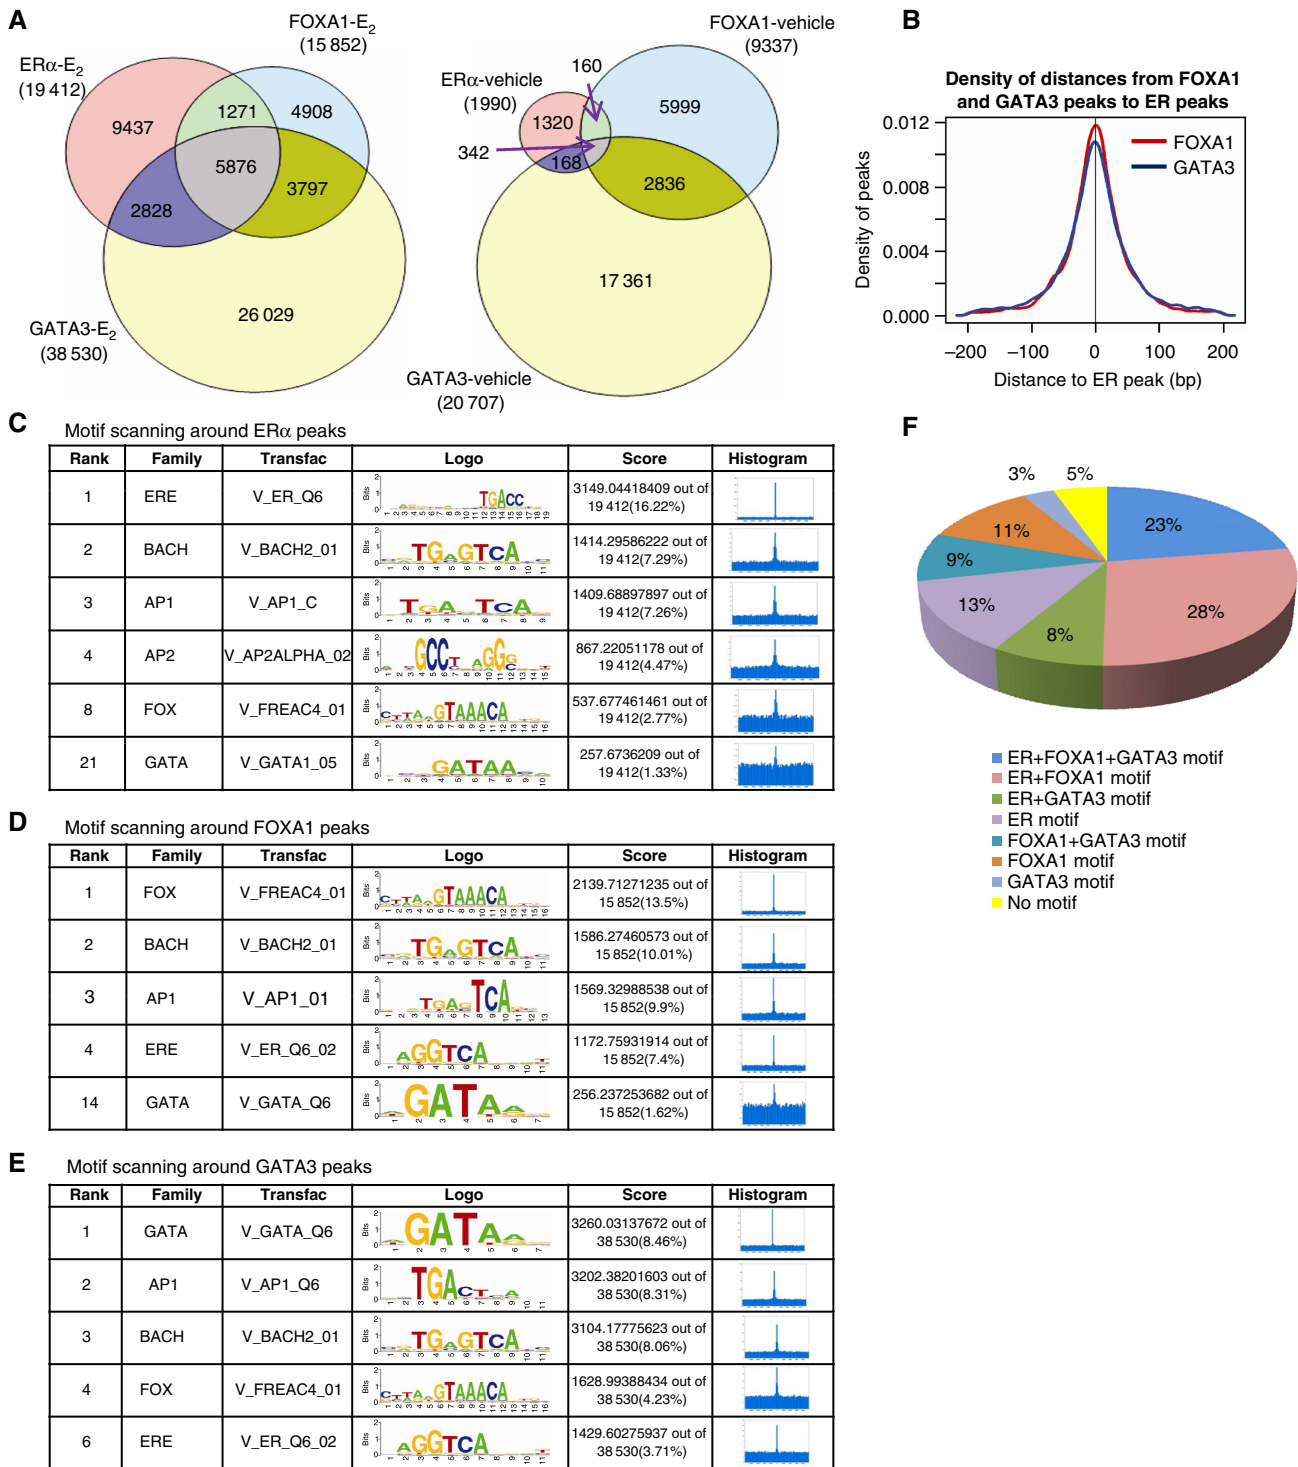 A
FOXA1-E2
(15 852)
ERα-E2
(19 412)
9437
1271
4908
5876
2828
3797
26 029
GATA3-E2
(38 530)
FOXA1-vehicle
(9337)
ERα-vehicle
(1990)
160
1320
5999
342
168
2836
17 361
GATA3-vehicle
(20 707)
B
Density of distances from FOXA1
and GATA3 peaks to ER peaks
Density of peaks
0.012
0.008
0.004
0.000
FOXA1
GATA3
−200 −100 0 100 200
Distance to ER peak (bp)
C
Motif scanning around ERα peaks
Rank Family Transfac Logo Score Histogram
1 ERE V_ER_Q6 3149.04418409 out of
19 412(16.22%)
2 BACH V_BACH2_01 1414.29586222 out of
19 412(7.29%)
3 AP1 V_AP1_C 1409.68897897 out of
19 412(7.26%)
4 AP2 V_AP2ALPHA_02 867.22051178 out of
19 412(4.47%)
8 FOX V_FREAC4_01 537.677461461 out of
19 412(2.77%)
21 GATA V_GATA1_05 257.6736209 out of
19 412(1.33%)
D
Motif scanning around FOXA1 peaks
Rank Family Transfac Logo Score Histogram
1 FOX V_FREAC4_01 2139.71271235 out of
15 852(13.5%)
2 BACH V_BACH2_01 1586.27460573 out of
15 852(10.01%)
3 AP1 V_AP1_01 1569.32988538 out of
15 852(9.9%)
4 ERE V_ER_Q6_02 1172.75931914 out of
15 852(7.4%)
14 GATA V_GATA_Q6 256.237253682 out of
15 852(1.62%)
E
Motif scanning around GATA3 peaks
Rank Family Transfac Logo Score Histogram
1 GATA V_GATA_Q6 3260.03137672 out of
38 530(8.46%)
2 AP1 V_AP1_Q6 3202.38201603 out of
38 530(8.31%)
3 BACH V_BACH2_01 3104.17775623 out of
38 530(8.06%)
4 FOX V_FREAC4_01 1628.99388434 out of
38 530(4.23%)
6 ERE V_ER_Q6_02 1429.60275937 out of
38 530(3.71%)
F
3% 5%
23%
11%
9%
13%
8%
28%
ER+FOXA1+GATA3 motif
ER+FOXA1 motif
ER+GATA3 motif
ER motif
FOXA1+GATA3 motif
FOXA1 motif
GATA3 motif
No motif